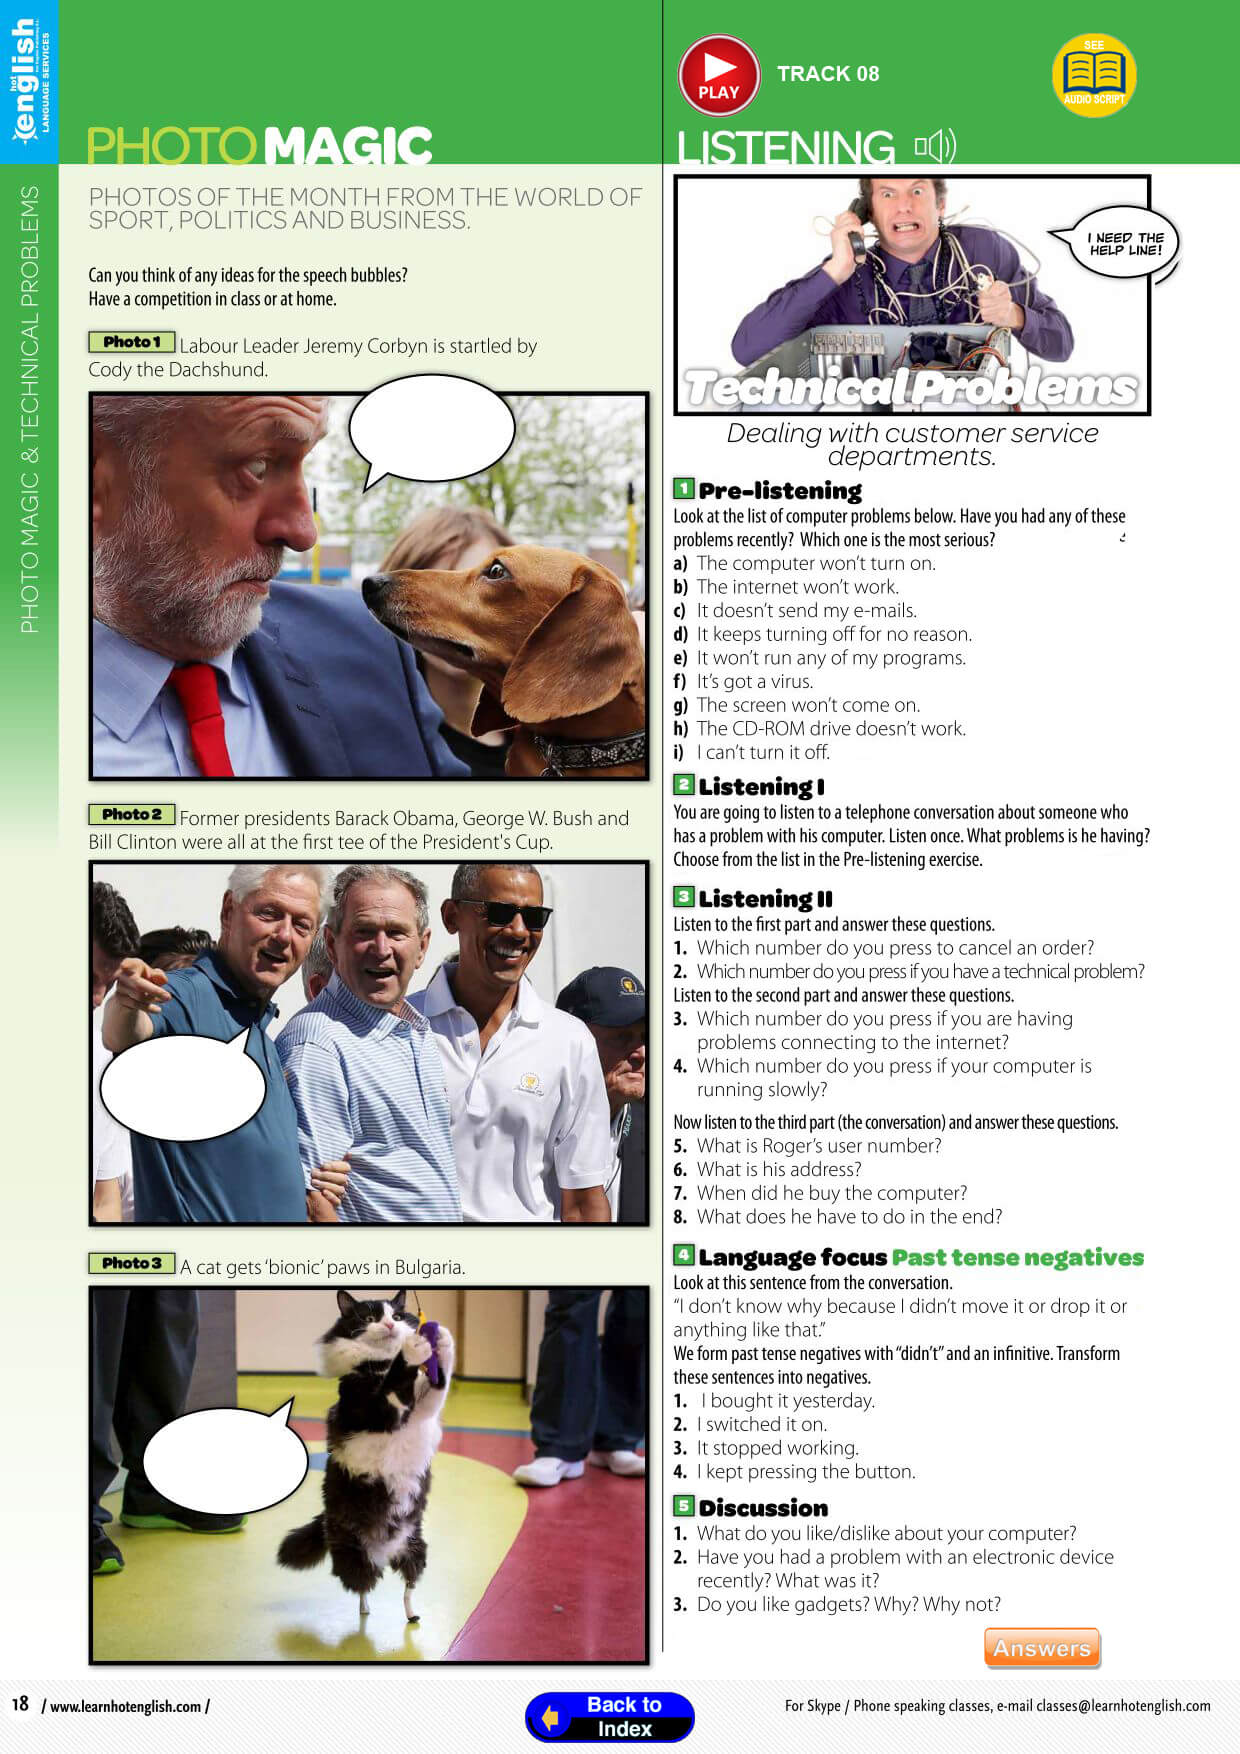 hot
english
LANGUAGE SERVICES
PHOTO MAGIC & TECHNICAL PROBLEMS
PHOTO MAGIC
PHOTOS OF THE MONTH FROM THE WORLD OF
SPORT, POLITICS AND BUSINESS.
Can you think of any ideas for the speech bubbles?
Have a competition in class or at home.
Photo 1 Labour Leader Jeremy Corbyn is startled by
Cody the Dachshund.
Photo 2 Former presidents Barack Obama, George W. Bush and
Bill Clinton were all at the first tee of the President's Cup.
Photo 3 A cat gets ‘bionic’ paws in Bulgaria.
PLAY
TRACK 08
SEE
AUDIO SCRIPT
LISTENING
I NEED THE
HELP LINE!
Technical Problems
Dealing with customer service
departments.
1 Pre-listening
Look at the list of computer problems below. Have you had any of these
problems recently? Which one is the most serious?
a) The computer won’t turn on.
b) The internet won’t work.
c) It doesn’t send my e-mails.
d) It keeps turning off for no reason.
e) It won’t run any of my programs.
f) It’s got a virus.
g) The screen won’t come on.
h) The CD-ROM drive doesn’t work.
i) I can’t turn it off.
2 Listening I
You are going to listen to a telephone conversation about someone who
has a problem with his computer. Listen once. What problems is he having?
Choose from the list in the Pre-listening exercise.
3 Listening II
Listen to the first part and answer these questions.
1. Which number do you press to cancel an order?
2. Which number do you press if you have a technical problem?
Listen to the second part and answer these questions.
3. Which number do you press if you are having
problems connecting to the internet?
4. Which number do you press if your computer is
running slowly?
Now listen to the third part (the conversation) and answer these questions.
5. What is Roger’s user number?
6. What is his address?
7. When did he buy the computer?
8. What does he have to do in the end?
4 Language focus Past tense negatives
Look at this sentence from the conversation.
“I don’t know why because I didn’t move it or drop it or
anything like that.”
We form past tense negatives with “didn’t” and an infinitive. Transform
these sentences into negatives.
1. I bought it yesterday.
2. I switched it on.
3. It stopped working.
4. I kept pressing the button.
5 Discussion
1. What do you like/dislike about your computer?
2. Have you had a problem with an electronic device
recently? What was it?
3. Do you like gadgets? Why? Why not?
Answers
18 / www.learnhotenglish.com /
Back to
Index
For Skype / Phone speaking classes, e-mail classes@learnhotenglish.com